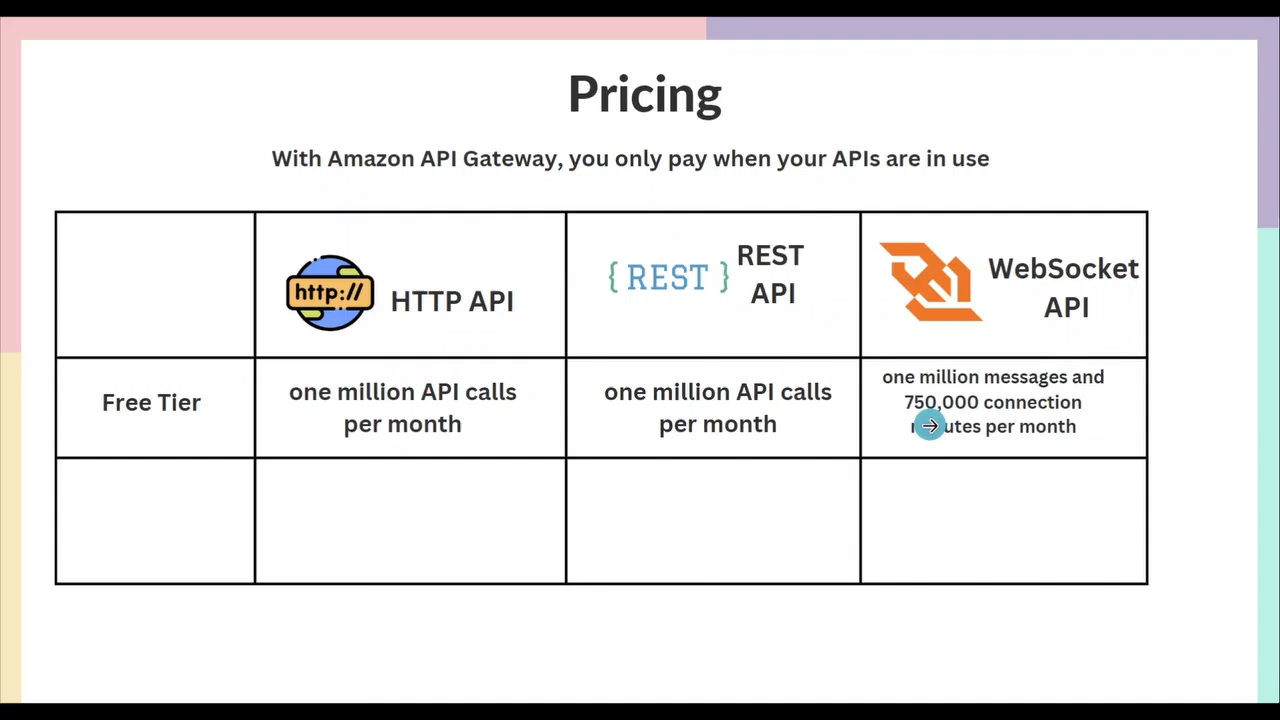 Pricing
With Amazon API Gateway, you only pay when your APIs are in use
http://
HTTP API
{ REST }
REST
API
WebSocket
API
Free Tier
one million API calls
per month
one million API calls
per month
one million messages and
750,000 connection
per month